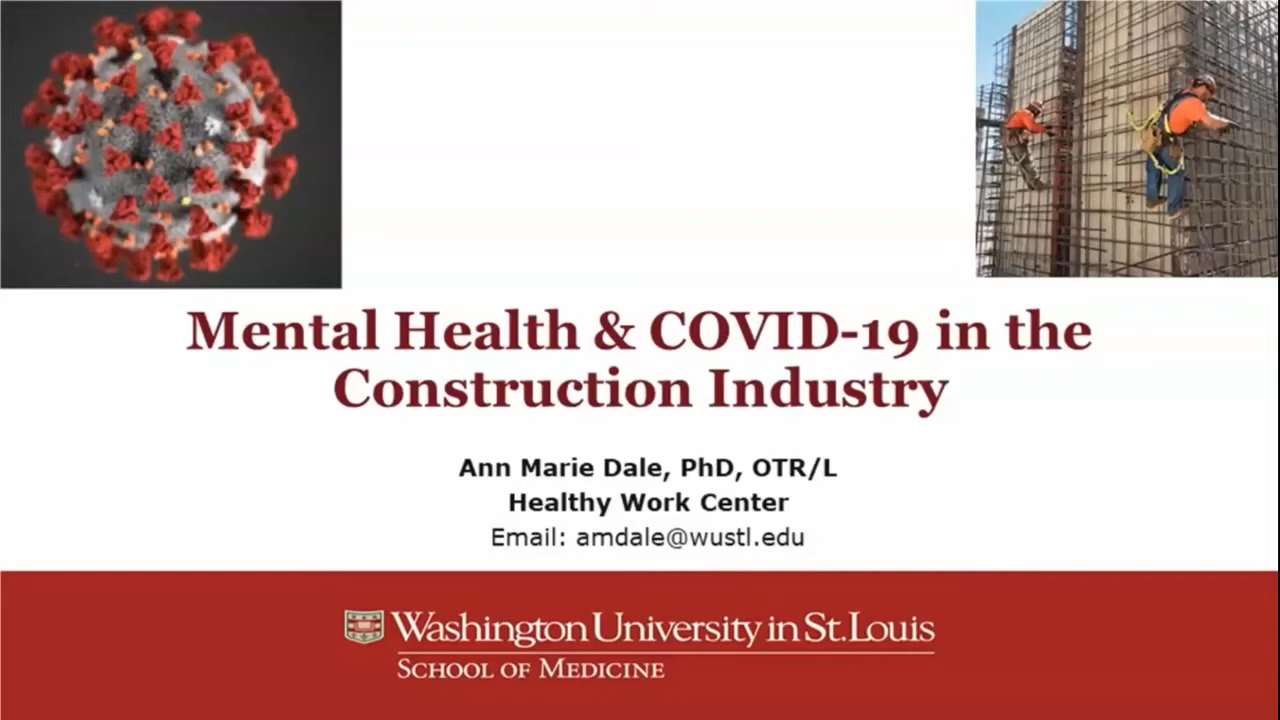 Mental Health & COVID-19 in the
Construction Industry
Ann Marie Dale, PhD, OTR/L
Healthy Work Center
Email: amdale@wustl.edu
Washington University in St. Louis
SCHOOL OF MEDICINE